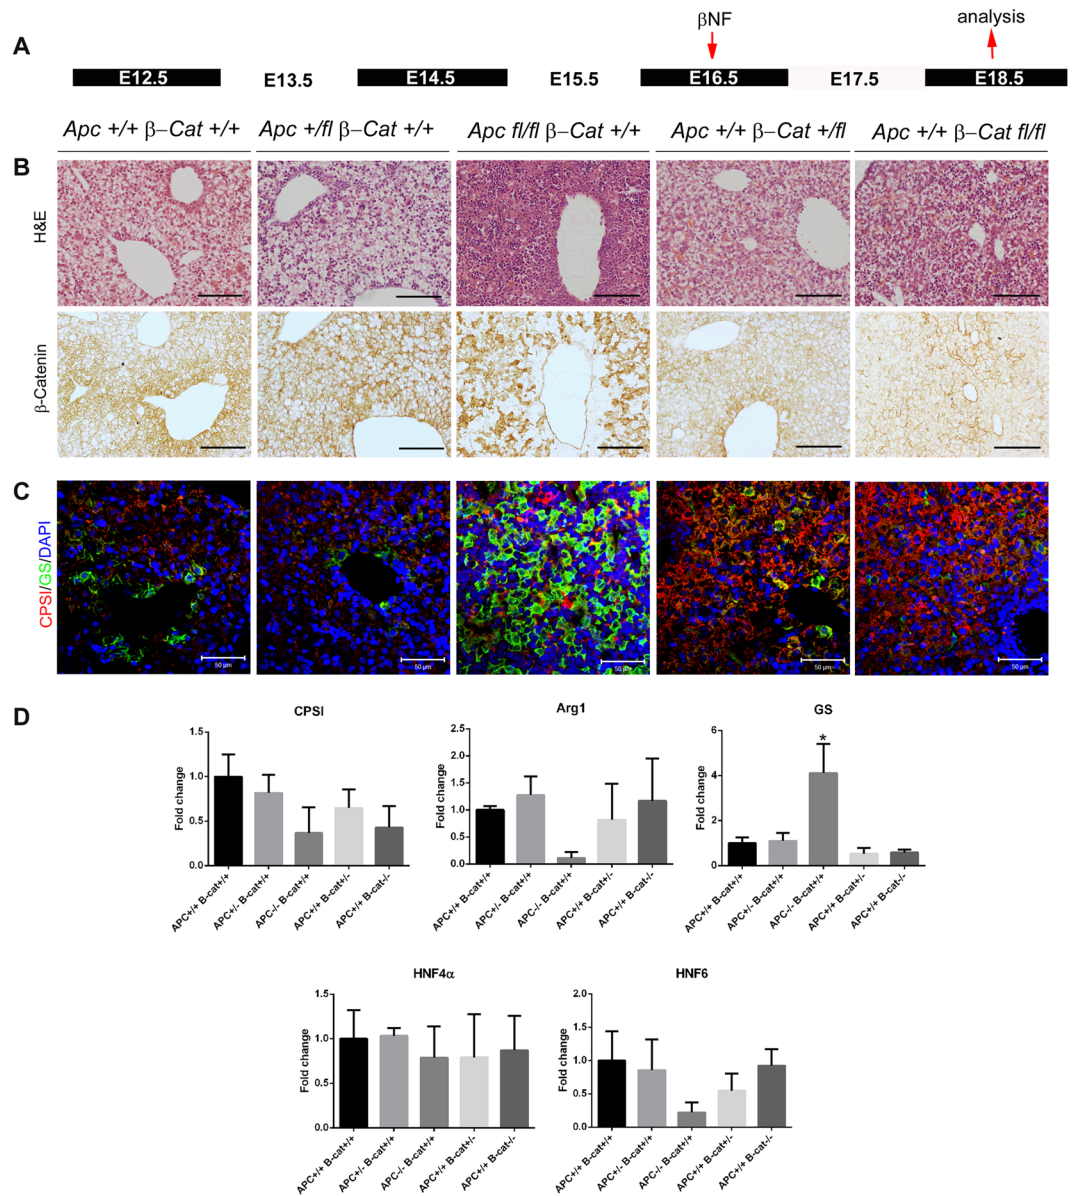 βNF analysis
A
E12.5 E13.5 E14.5 E15.5 E16.5 E17.5 E18.5
Apc +/+ β–Cat +/+ Apc +/fl β–Cat +/+ Apc fl/fl β–Cat +/+ Apc +/+ β–Cat +/fl Apc +/+ β–Cat fl/fl
B
H&E
β-Catenin
C
CPSI/GS/DAPI
50 µm 50 µm 50 µm 50 µm 50 µm
D
CPSI
Fold change
1.5
1.0
0.5
0.0
APC+/+ B-cat+/+
APC+/- B-cat+/+
APC-/- B-cat+/+
APC+/+ B-cat+/-
APC+/+ B-cat-/-
Arg1
Fold change
2.5
2.0
1.5
1.0
0.5
0.0
APC+/+ B-cat+/+
APC+/- B-cat+/+
APC-/- B-cat+/+
APC+/+ B-cat+/-
APC+/+ B-cat-/-
GS
Fold change
6
4
2
0
*
APC+/+ B-cat+/+
APC+/- B-cat+/+
APC-/- B-cat+/+
APC+/+ B-cat+/-
APC+/+ B-cat-/-
HNF4α
Fold change
1.5
1.0
0.5
0.0
APC+/+ B-cat+/+
APC+/- B-cat+/+
APC-/- B-cat+/+
APC+/+ B-cat+/-
APC+/+ B-cat-/-
HNF6
Fold change
2.0
1.5
1.0
0.5
0.0
APC+/+ B-cat+/+
APC+/- B-cat+/+
APC-/- B-cat+/+
APC+/+ B-cat+/-
APC+/+ B-cat-/-